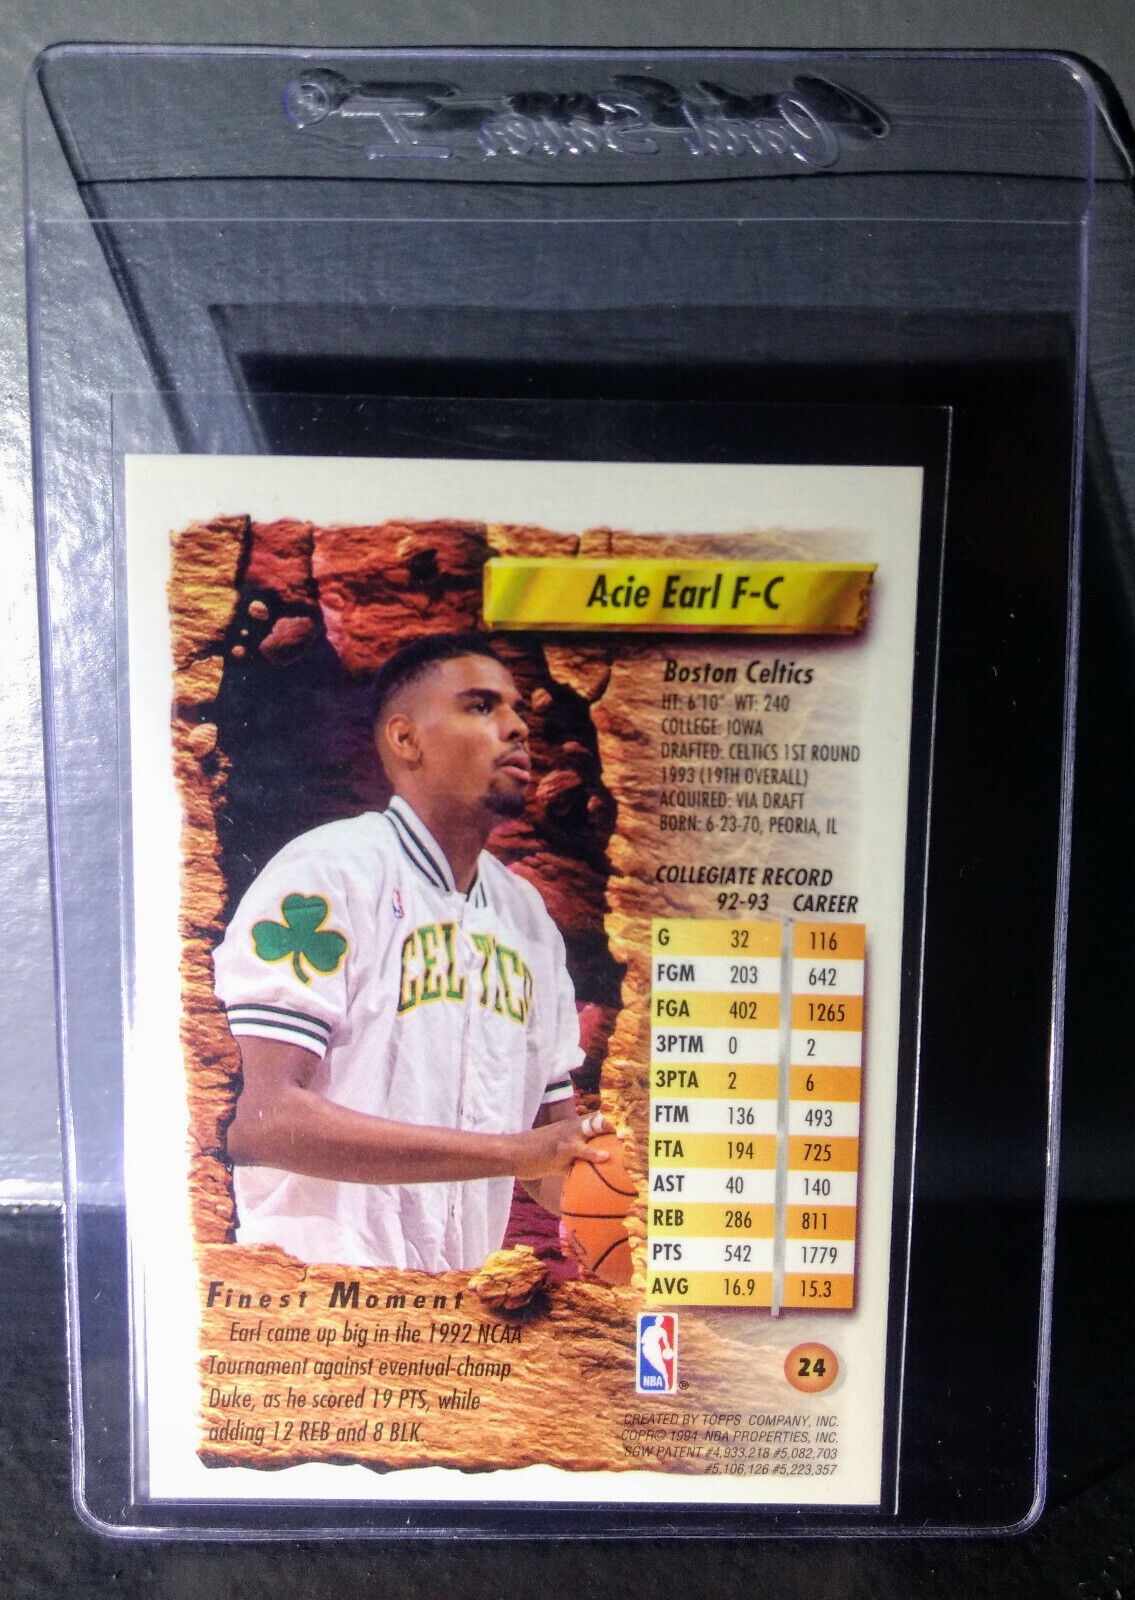 Card Saver I®
Acie Earl F-C
Boston Celtics
HT: 6'10" WT: 240
COLLEGE: IOWA
DRAFTED: CELTICS 1ST ROUND
1993 (19TH OVERALL)
ACQUIRED: VIA DRAFT
BORN: 6-23-70, PEORIA, IL
COLLEGIATE RECORD
92-93 CAREER
G 32 116
FGM 203 642
FGA 402 1265
3PTM 0 2
3PTA 2 6
FTM 136 493
FTA 194 725
AST 40 140
REB 286 811
PTS 542 1779
AVG 16.9 15.3
CELTICS
Finest Moment
Earl came up big in the 1992 NCAA
Tournament against eventual-champ
Duke, as he scored 19 PTS, while
adding 12 REB and 8 BLK.
NBA ®
24
CREATED BY TOPPS COMPANY, INC.
COPR© 1994 NBA PROPERTIES, INC.
SGW PATENT #4,933,218 #5,082,703
#5,106,126 #5,223,357